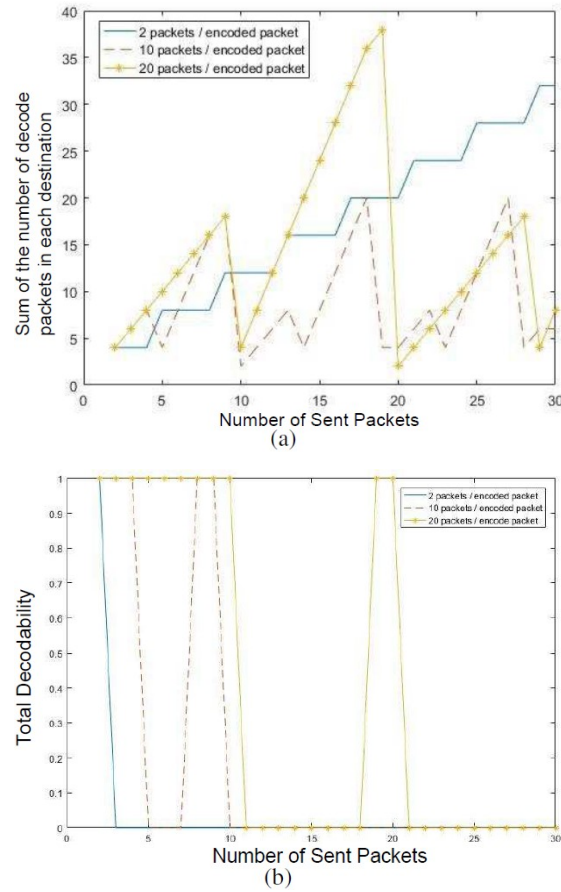 40
35
30
25
20
15
10
5
0
2 packets / encoded packet
10 packets / encoded packet
20 packets / encoded packet
Sum of the number of decode
packets in each destination
0 5 10 15 20 25 30
Number of Sent Packets
(a)
1
0.9
0.8
0.7
0.6
0.5
0.4
0.3
0.2
0.1
0
2 packets / encoded packet
10 packets / encoded packet
20 packets / encode packet
Total Decodability
0 5 10 15 20 25 30
Number of Sent Packets
(b)